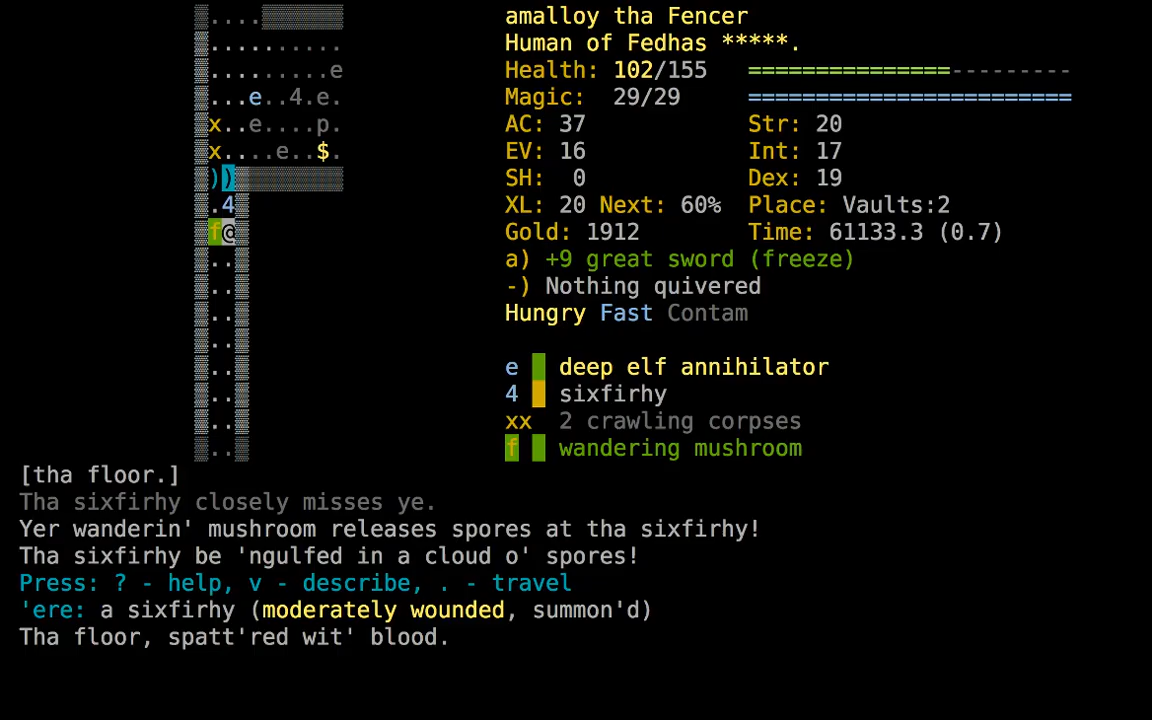 ▒....▒▒▒▒▒▒ amalloy tha Fencer
▒.......... Human of Fedhas *****.
▒.........e Health: 102/155 ===============---------
▒...e..4.e. Magic: 29/29 ========================
▒x..e....p. AC: 37 Str: 20
▒x....e..$. EV: 16 Int: 17
▒))▒▒▒▒▒▒▒▒ SH: 0 Dex: 19
▒.4▒ XL: 20 Next: 60% Place: Vaults:2
▒f@▒ Gold: 1912 Time: 61133.3 (0.7)
▒..▒ a) +9 great sword (freeze)
▒..▒ -) Nothing quivered
▒..▒ Hungry Fast Contam
▒..▒
▒..▒ e deep elf annihilator
▒..▒ 4 sixfirhy
▒..▒ xx 2 crawling corpses
▒..▒ f wandering mushroom
[tha floor.]
Tha sixfirhy closely misses ye.
Yer wanderin' mushroom releases spores at tha sixfirhy!
Tha sixfirhy be 'ngulfed in a cloud o' spores!
Press: ? - help, v - describe, . - travel
'ere: a sixfirhy (moderately wounded, summon'd)
Tha floor, spatt'red wit' blood.